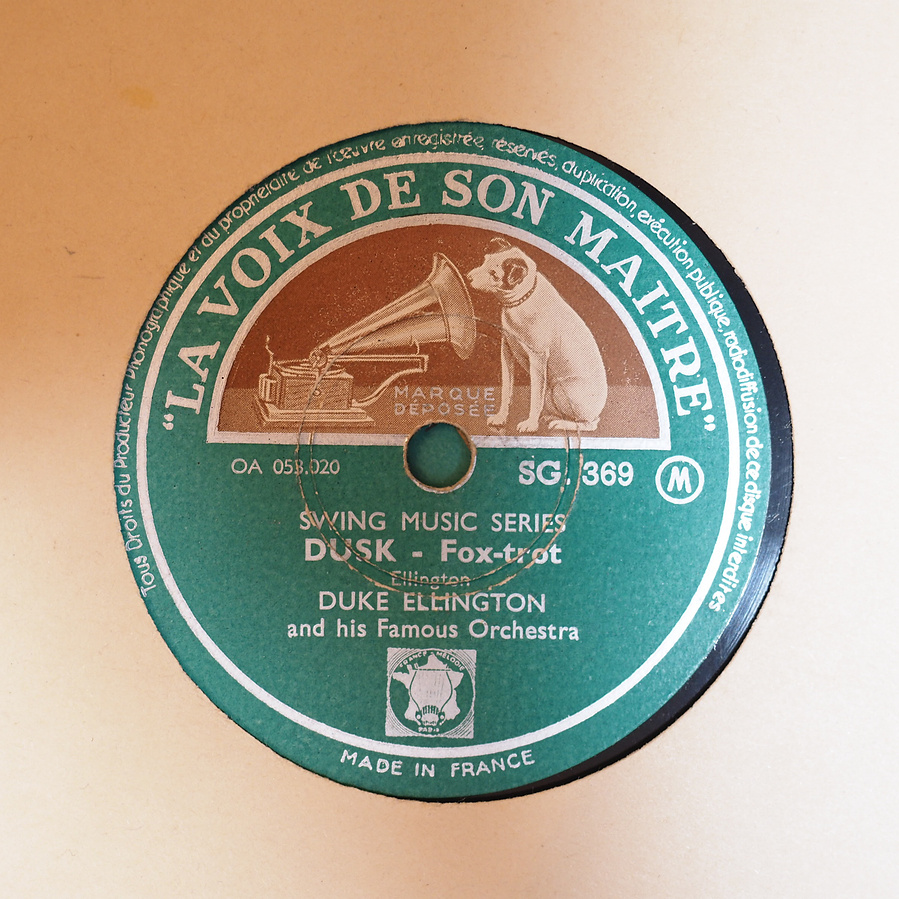 Tous Droits du Producteur Phonographique et du propriétaire de l'œuvre enregistrée, réservés, duplication, exécution publique, radiodiffusion de ce disque interdites
“LA VOIX DE SON MAITRE”
MARQUE
DÉPOSÉE
OA 053.020
SG. 369
M
SWING MUSIC SERIES
DUSK - Fox-trot
Ellington
DUKE ELLINGTON
and his Famous Orchestra
FRANCE MÉLODIE
MADE IN FRANCE